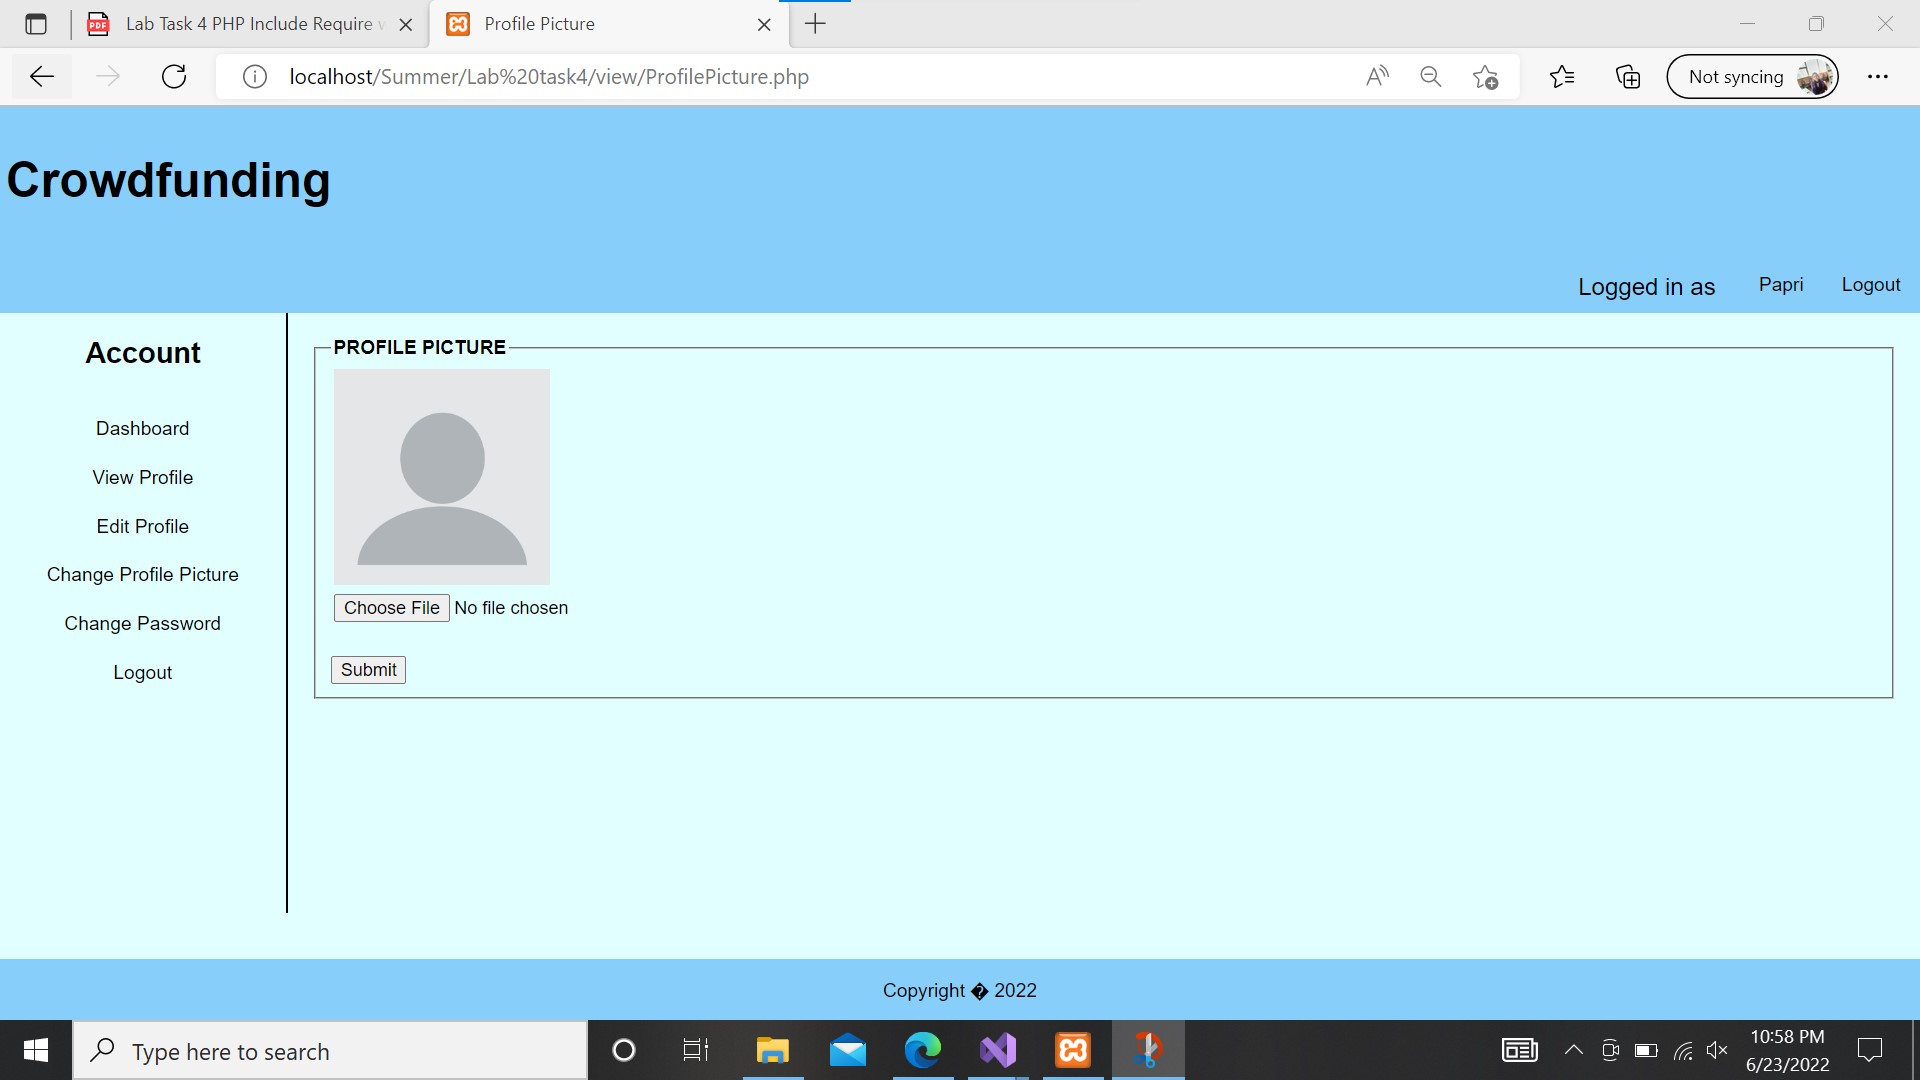 Lab Task 4 PHP Include Require
Profile Picture
localhost/Summer/Lab%20task4/view/ProfilePicture.php
Not syncing
Crowdfunding
Logged in as Papri Logout
Account
Dashboard
View Profile
Edit Profile
Change Profile Picture
Change Password
Logout
PROFILE PICTURE
Choose File No file chosen
Submit
Copyright � 2022
Type here to search
10:58 PM
6/23/2022